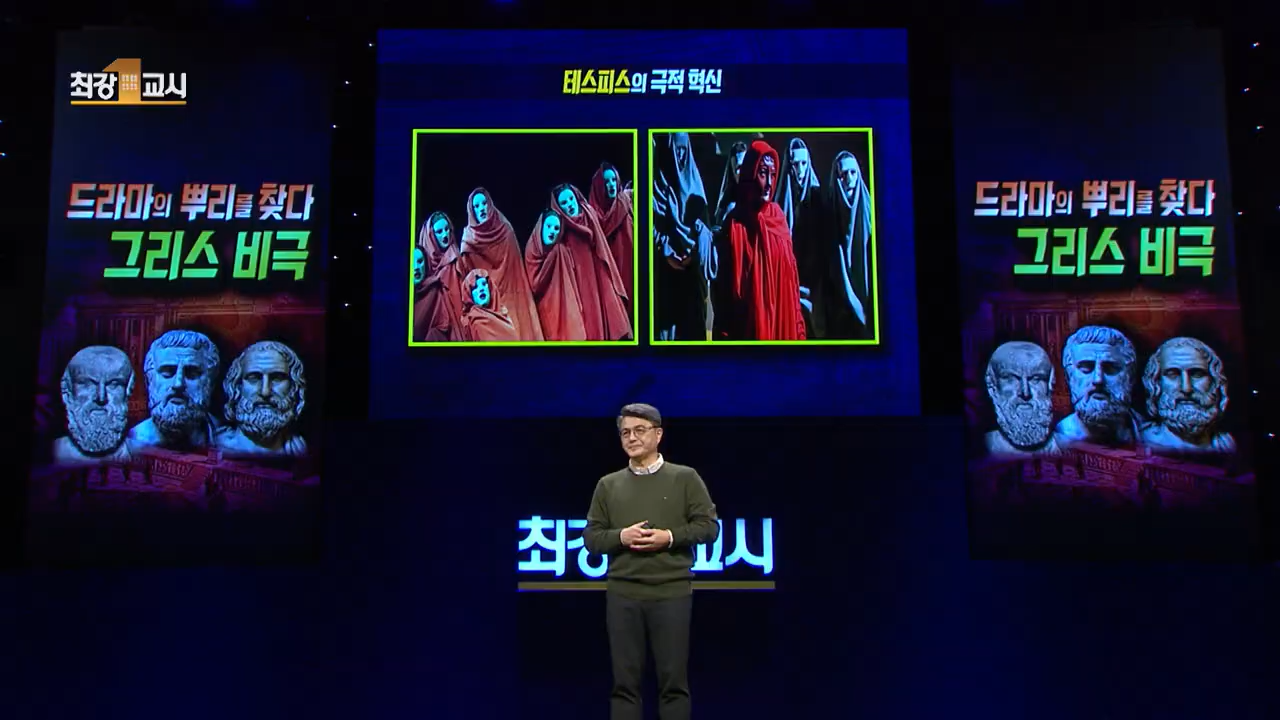 최강1교시
테스피스의 극적 혁신
드라마의 뿌리를 찾다
그리스 비극
드라마의 뿌리를 찾다
그리스 비극
최강 교시